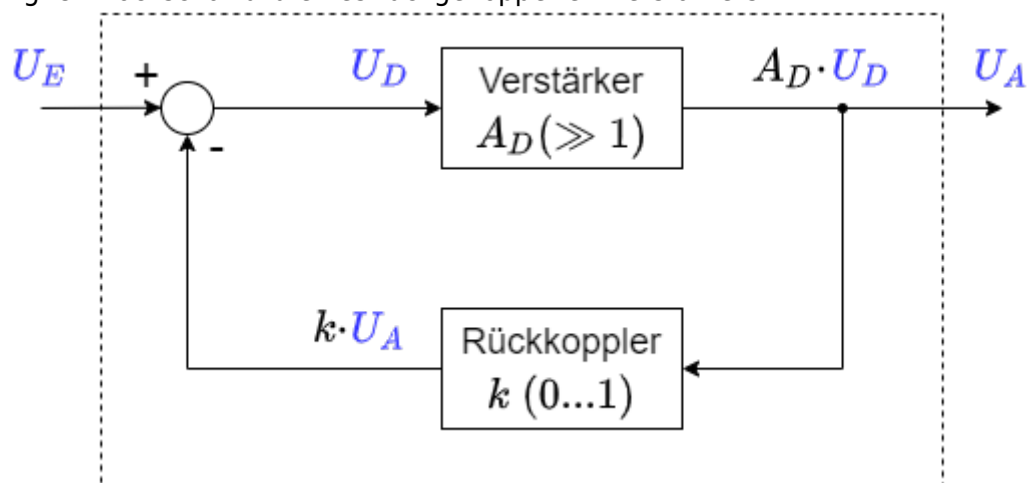 U_E
+
U_D
Verstärker
A_D(≫ 1)
A_D·U_D
U_A
-
k·U_A
Rückkoppler
k (0...1)